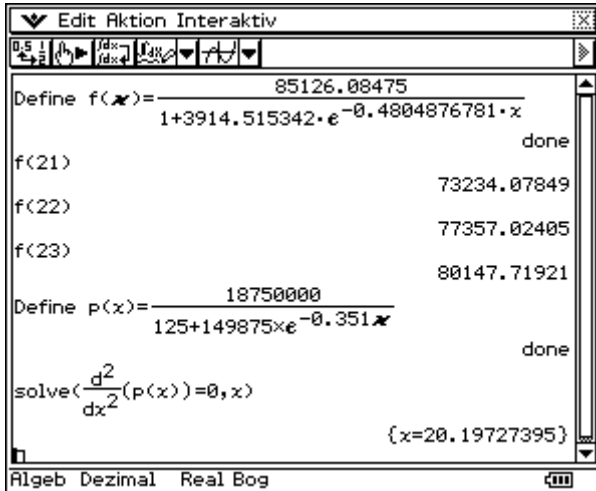 Edit Aktion Interaktiv
Define f(x)=85126.08475/(1+3914.515342·e^-0.4804876781·x)
done
f(21)
73234.07849
f(22)
77357.02405
f(23)
80147.71921
Define p(x)=18750000/(125+149875×e^-0.351x)
done
solve(d²/dx²(p(x))=0,x)
{x=20.19727395}
Algeb Dezimal Real Bog